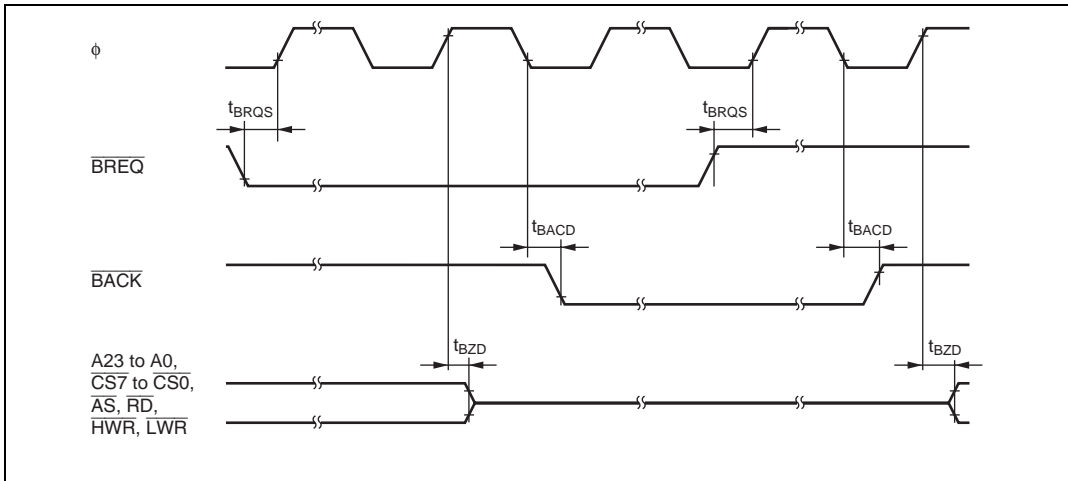 φ
tBRQS tBRQS
BREQ
tBACD tBACD
BACK
tBZD tBZD
A23 to A0,
CS7 to CS0,
AS, RD,
HWR, LWR